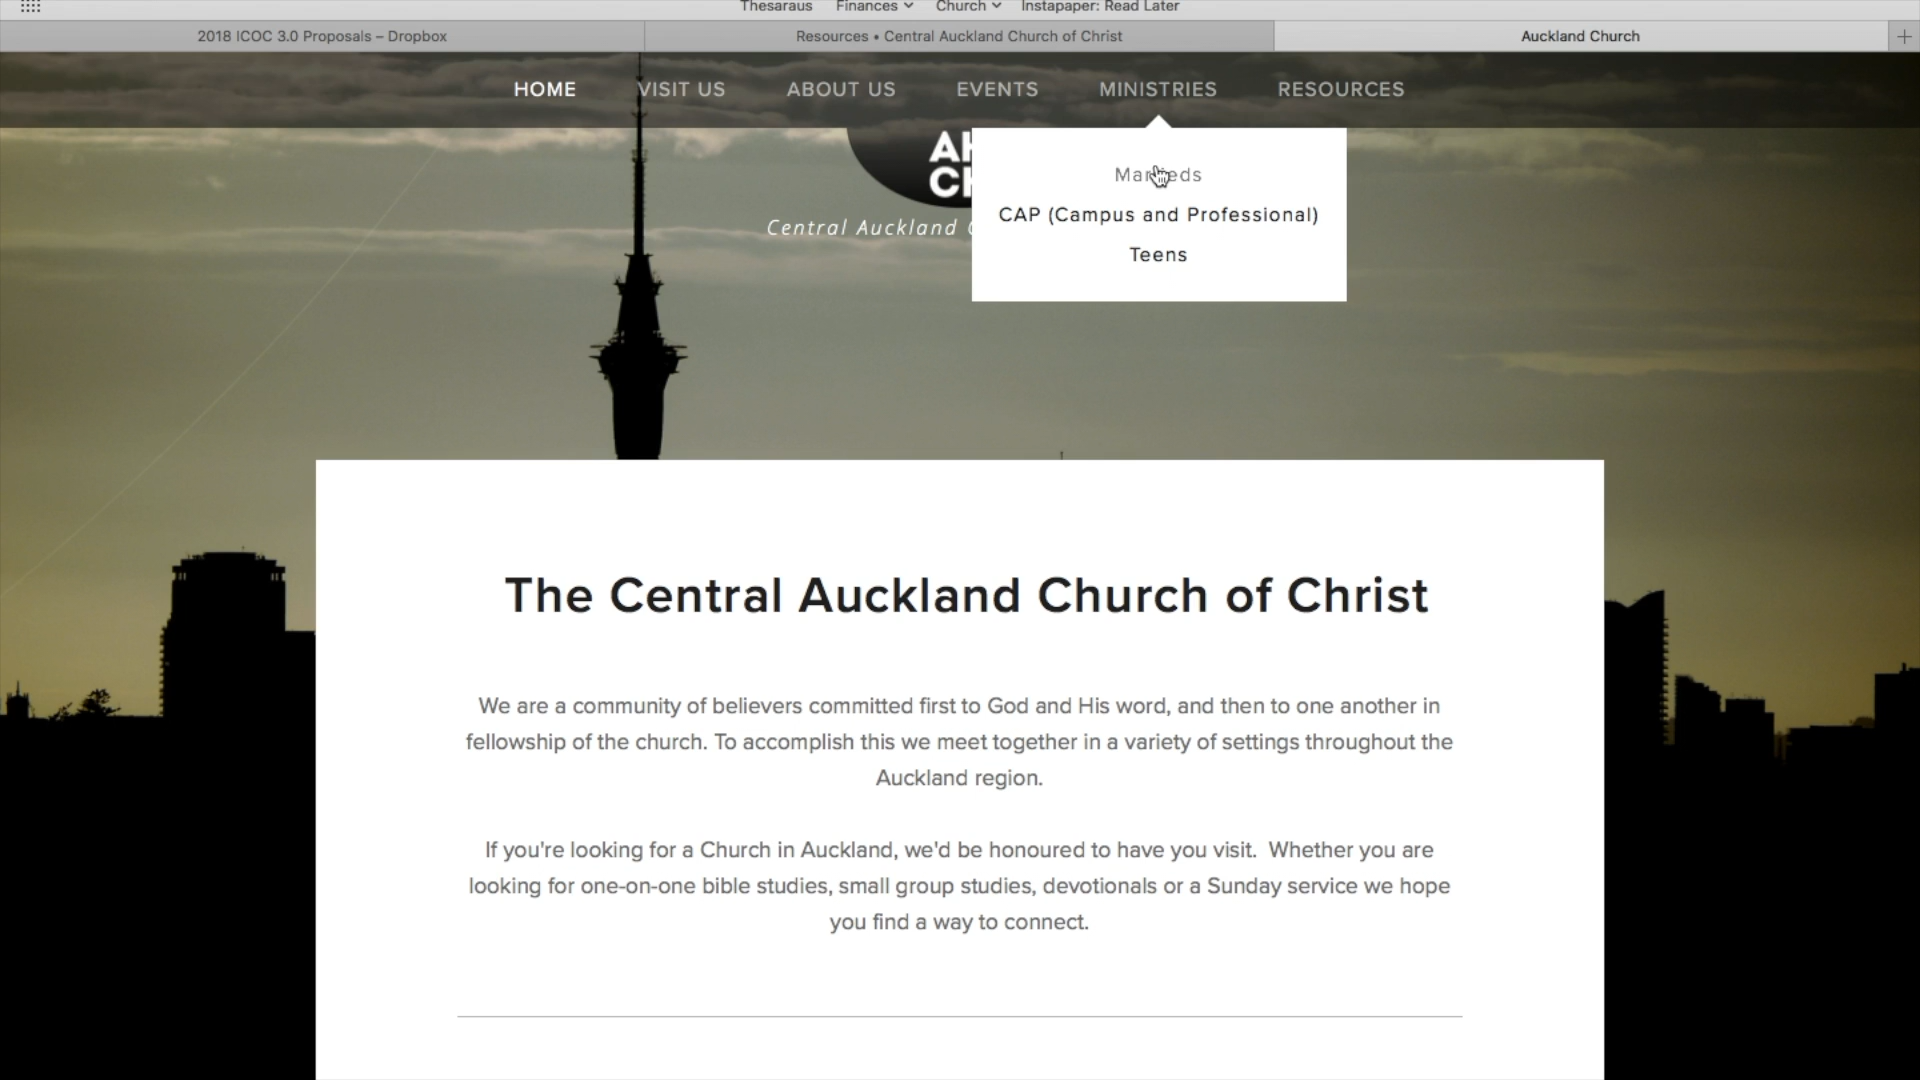 Thesaraus Finances Church Instapaper: Read Later
2018 ICOC 3.0 Proposals – Dropbox Resources • Central Auckland Church of Christ Auckland Church
HOME VISIT US ABOUT US EVENTS MINISTRIES RESOURCES
CAP (Campus and Professional)
Central Auckland
Teens
The Central Auckland Church of Christ
We are a community of believers committed first to God and His word, and then to one another in
fellowship of the church. To accomplish this we meet together in a variety of settings throughout the
Auckland region.
If you're looking for a Church in Auckland, we'd be honoured to have you visit. Whether you are
looking for one-on-one bible studies, small group studies, devotionals or a Sunday service we hope
you find a way to connect.